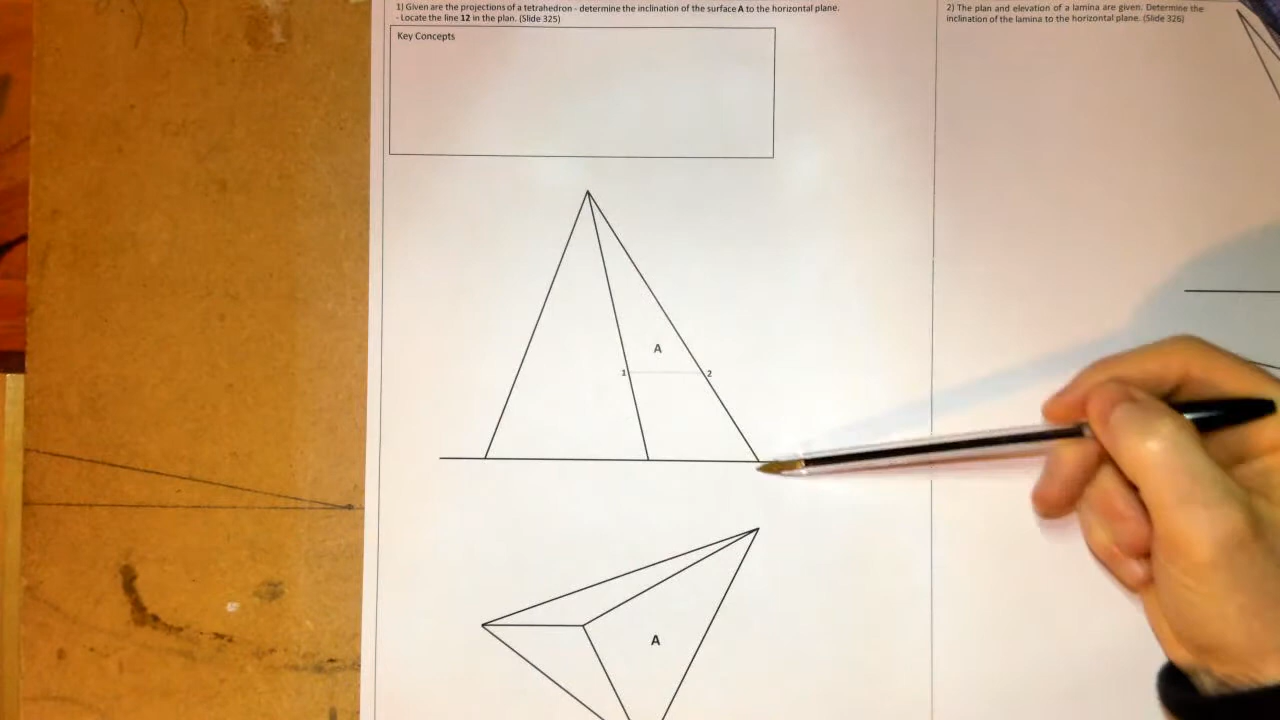 1) Given are the projections of a tetrahedron - determine the inclination of the surface A to the horizontal plane.
- Locate the line 12 in the plan. (Slide 325)
Key Concepts
A
1
2
A
2) The plan and elevation of a lamina are given. Determine the
inclination of the lamina to the horizontal plane. (Slide 326)